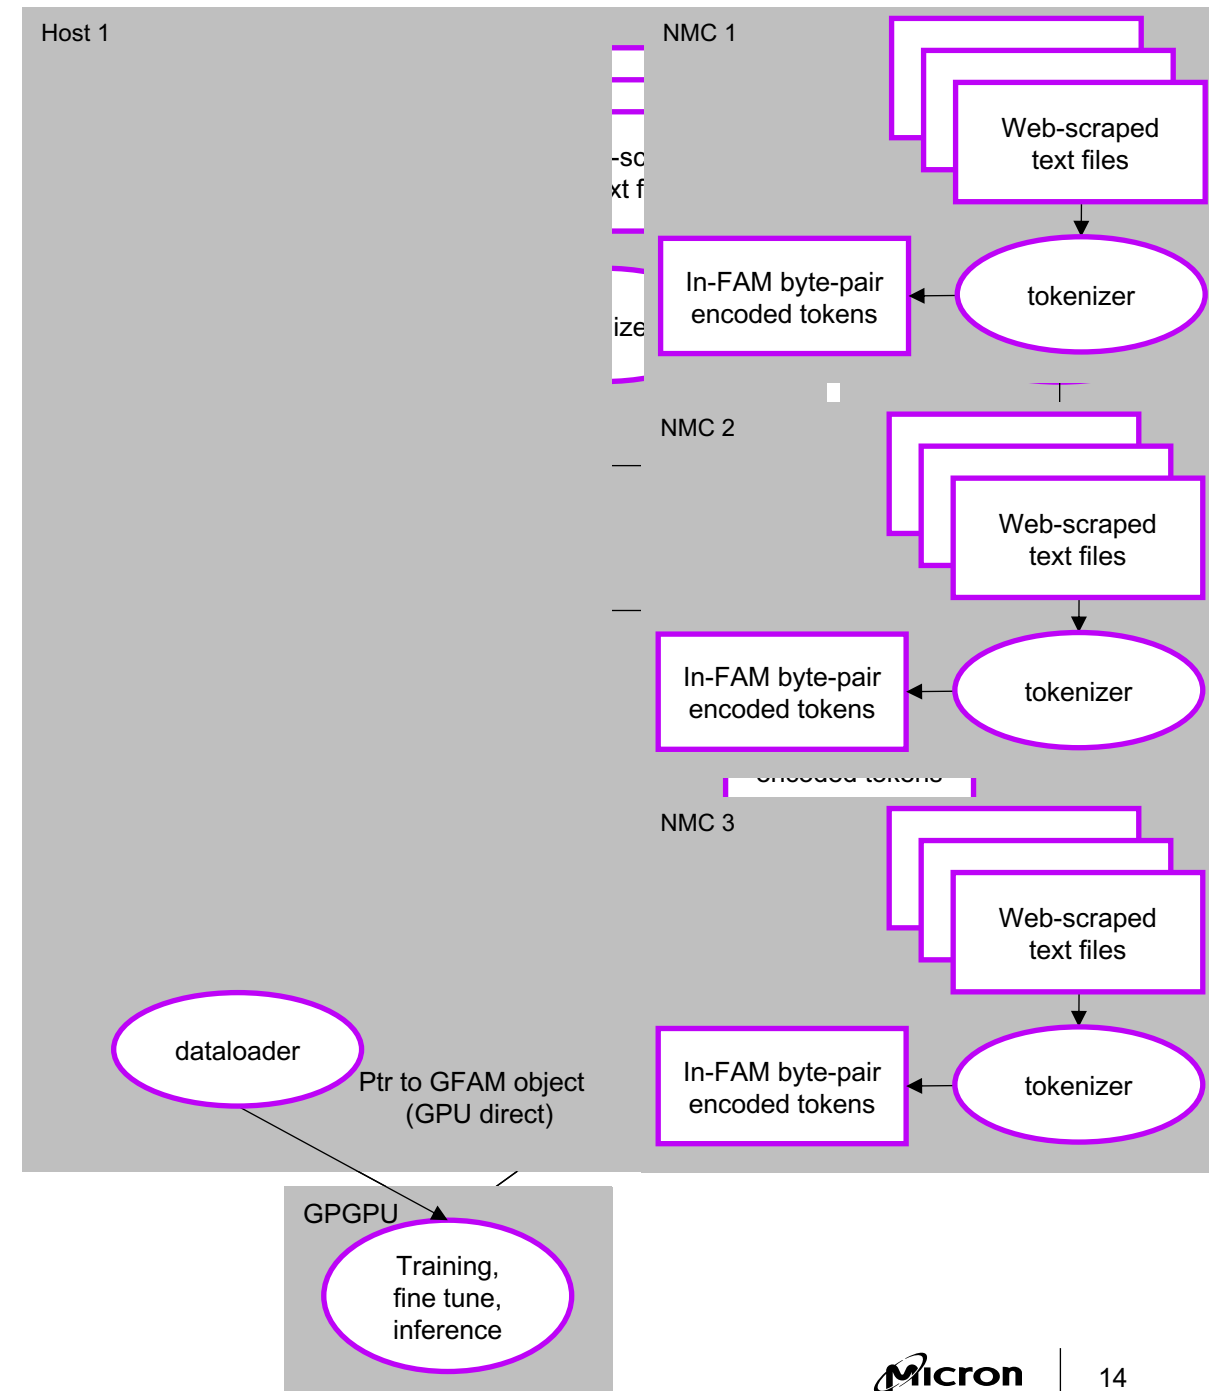 Host 1
NMC 1
Web-scraped
text files
In-FAM byte-pair
encoded tokens
tokenizer
NMC 2
Web-scraped
text files
In-FAM byte-pair
encoded tokens
tokenizer
encoded tokens
NMC 3
Web-scraped
text files
In-FAM byte-pair
encoded tokens
tokenizer
dataloader
Ptr to GFAM object
(GPU direct)
GPGPU
Training,
fine tune,
inference
Micron
14